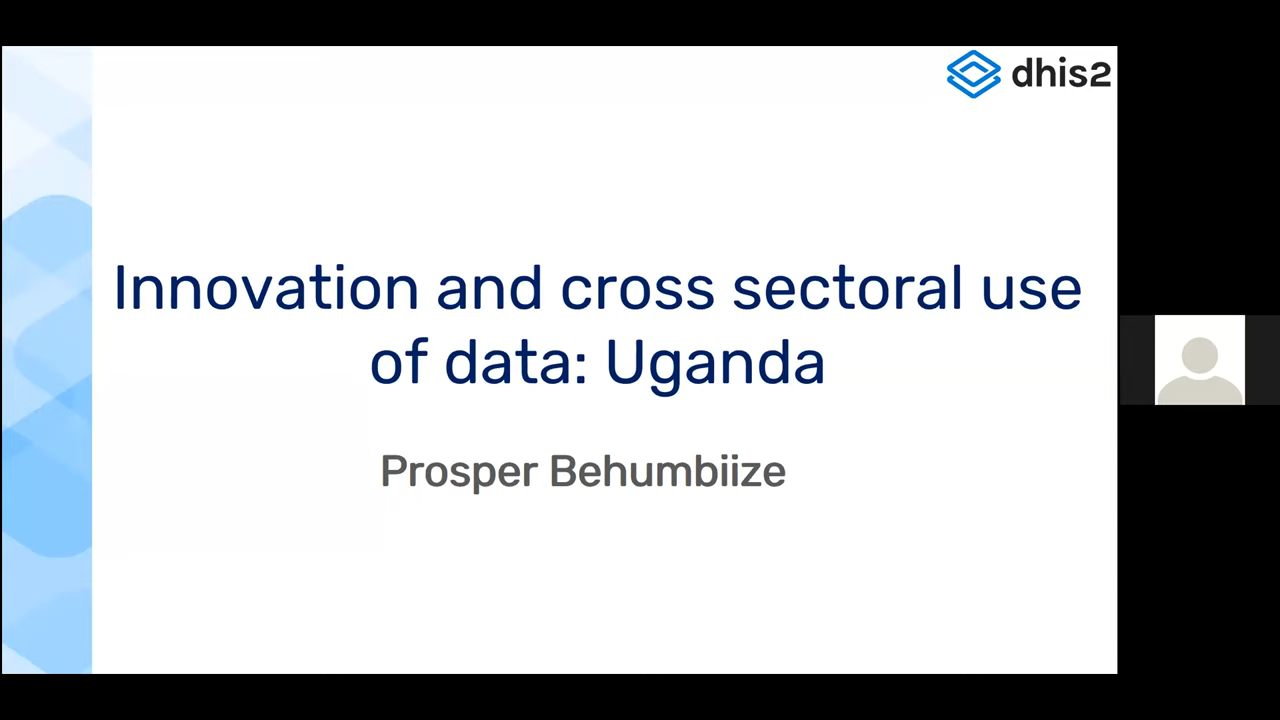 dhis2
Innovation and cross sectoral use
of data: Uganda
Prosper Behumbiize